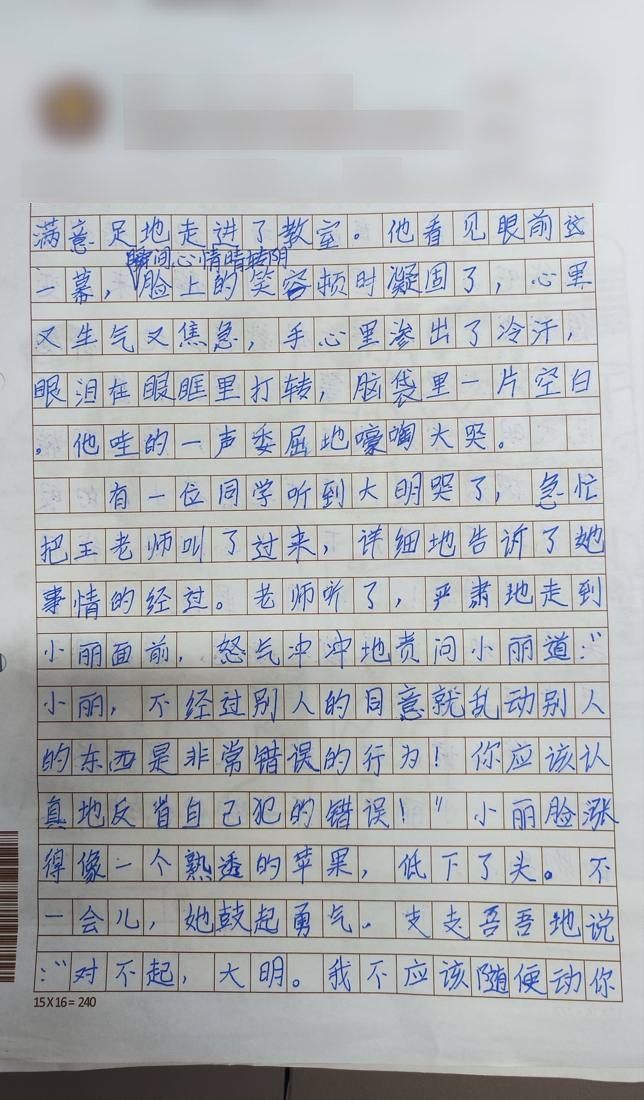 满意足地走进了教室。他看见眼前这
瞬间心情晴转阴
一幕，脸上的笑容顿时凝固了，心里
又生气又焦急，手心里渗出了冷汗，
眼泪在眼眶里打转，脑袋里一片空白
。他哇的一声委屈地嚎啕大哭。
有一位同学听到大明哭了，急忙
把王老师叫了过来，详细地告诉了她
事情的经过。老师听了，严肃地走到
小丽面前，怒气冲冲地责问小丽道：“
小丽，不经过别人的同意就乱动别人
的东西是非常错误的行为！你应该认
真地反省自己犯的错误！”小丽脸涨
得像一个熟透的苹果，低下了头。不
一会儿，她鼓起勇气。支支吾吾地说
：“对不起，大明。我不应该随便动你
15X16=240